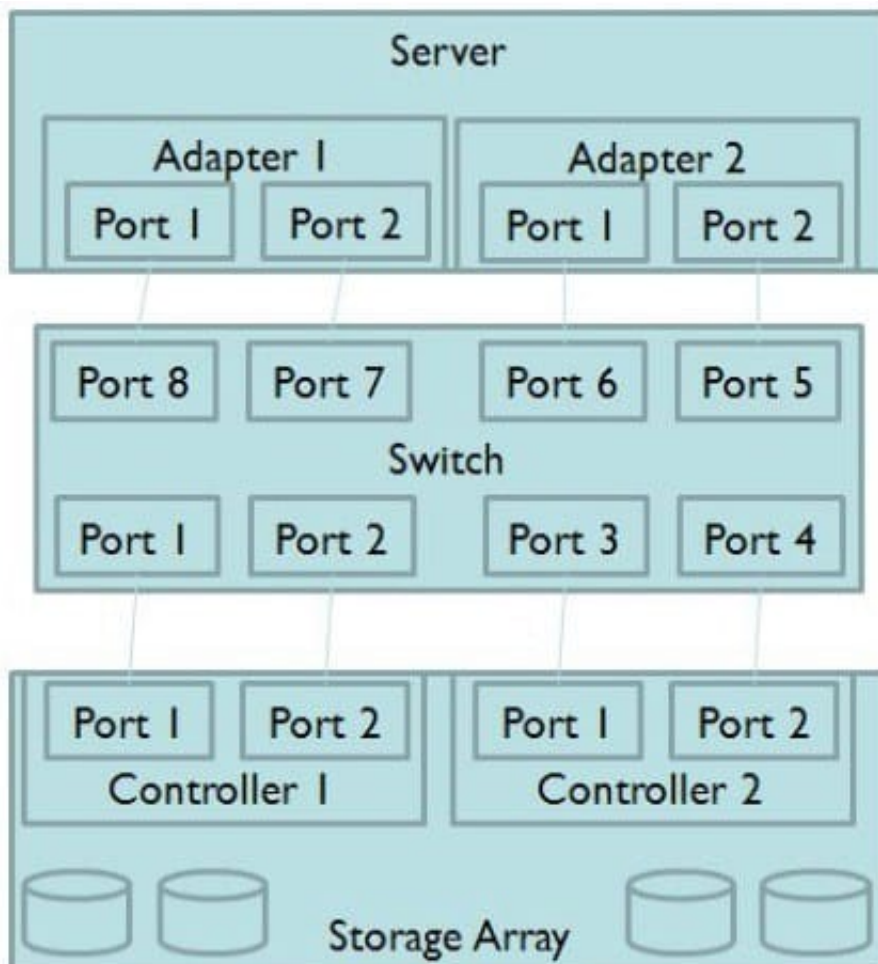 Server
Adapter 1
Adapter 2
Port 1
Port 2
Port 1
Port 2
Port 8
Port 7
Port 6
Port 5
Switch
Port 1
Port 2
Port 3
Port 4
Port 1
Port 2
Port 1
Port 2
Controller 1
Controller 2
Storage Array